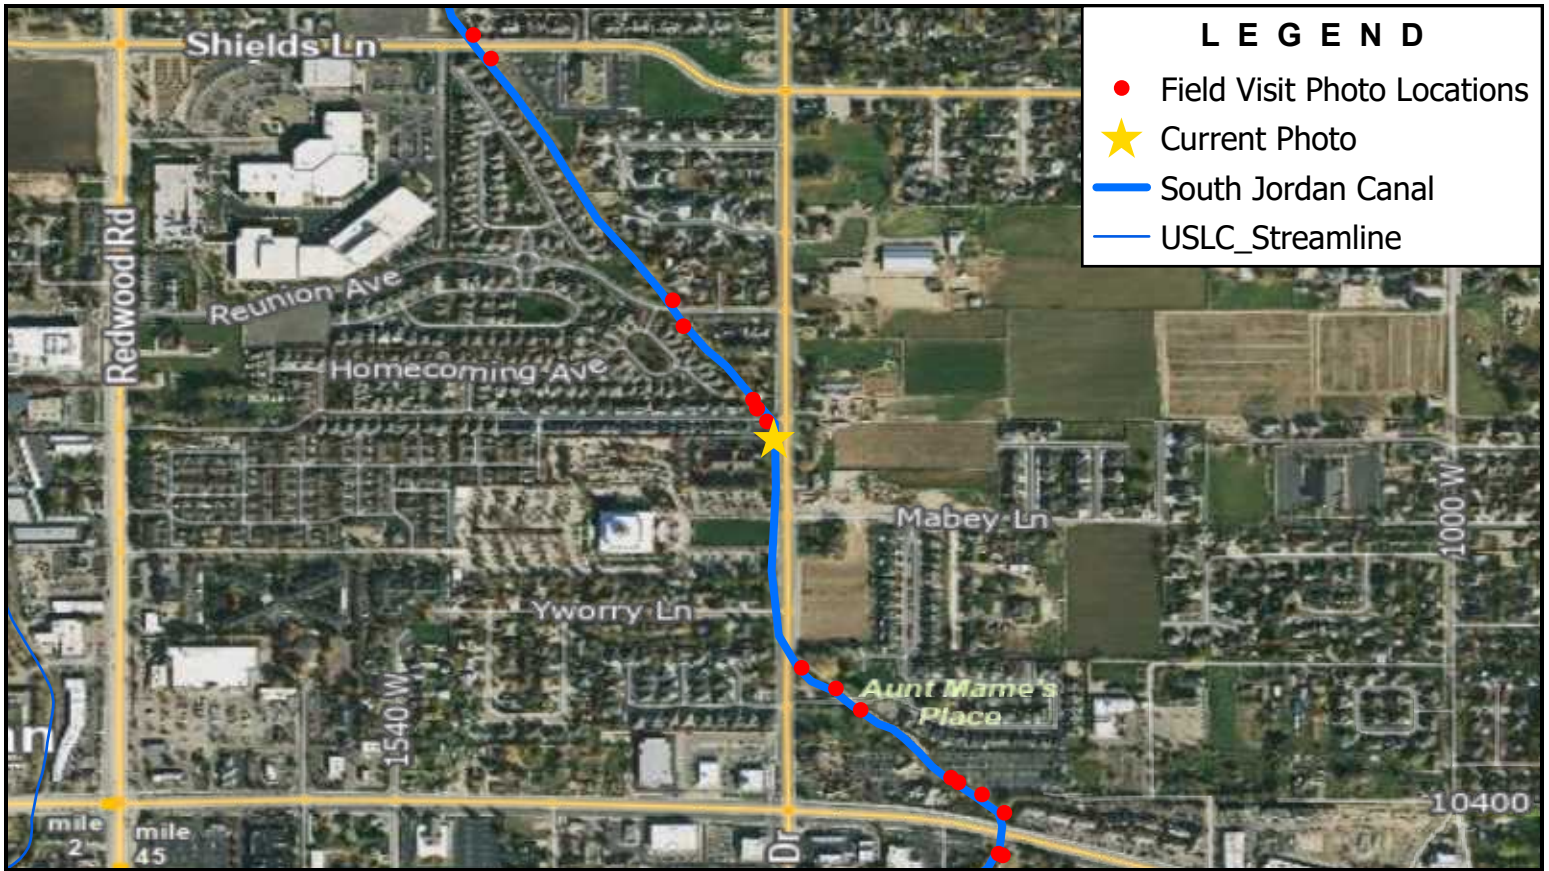 L E G E N D
Field Visit Photo Locations
Current Photo
South Jordan Canal
USLC_Streamline
Shields Ln
Redwood Rd
Reunion Ave
Homecoming Ave
Mabey Ln
1000 W
Yworry Ln
Aunt Mame's
Place
1540 W
10400
mile
2
mile
45
Dr